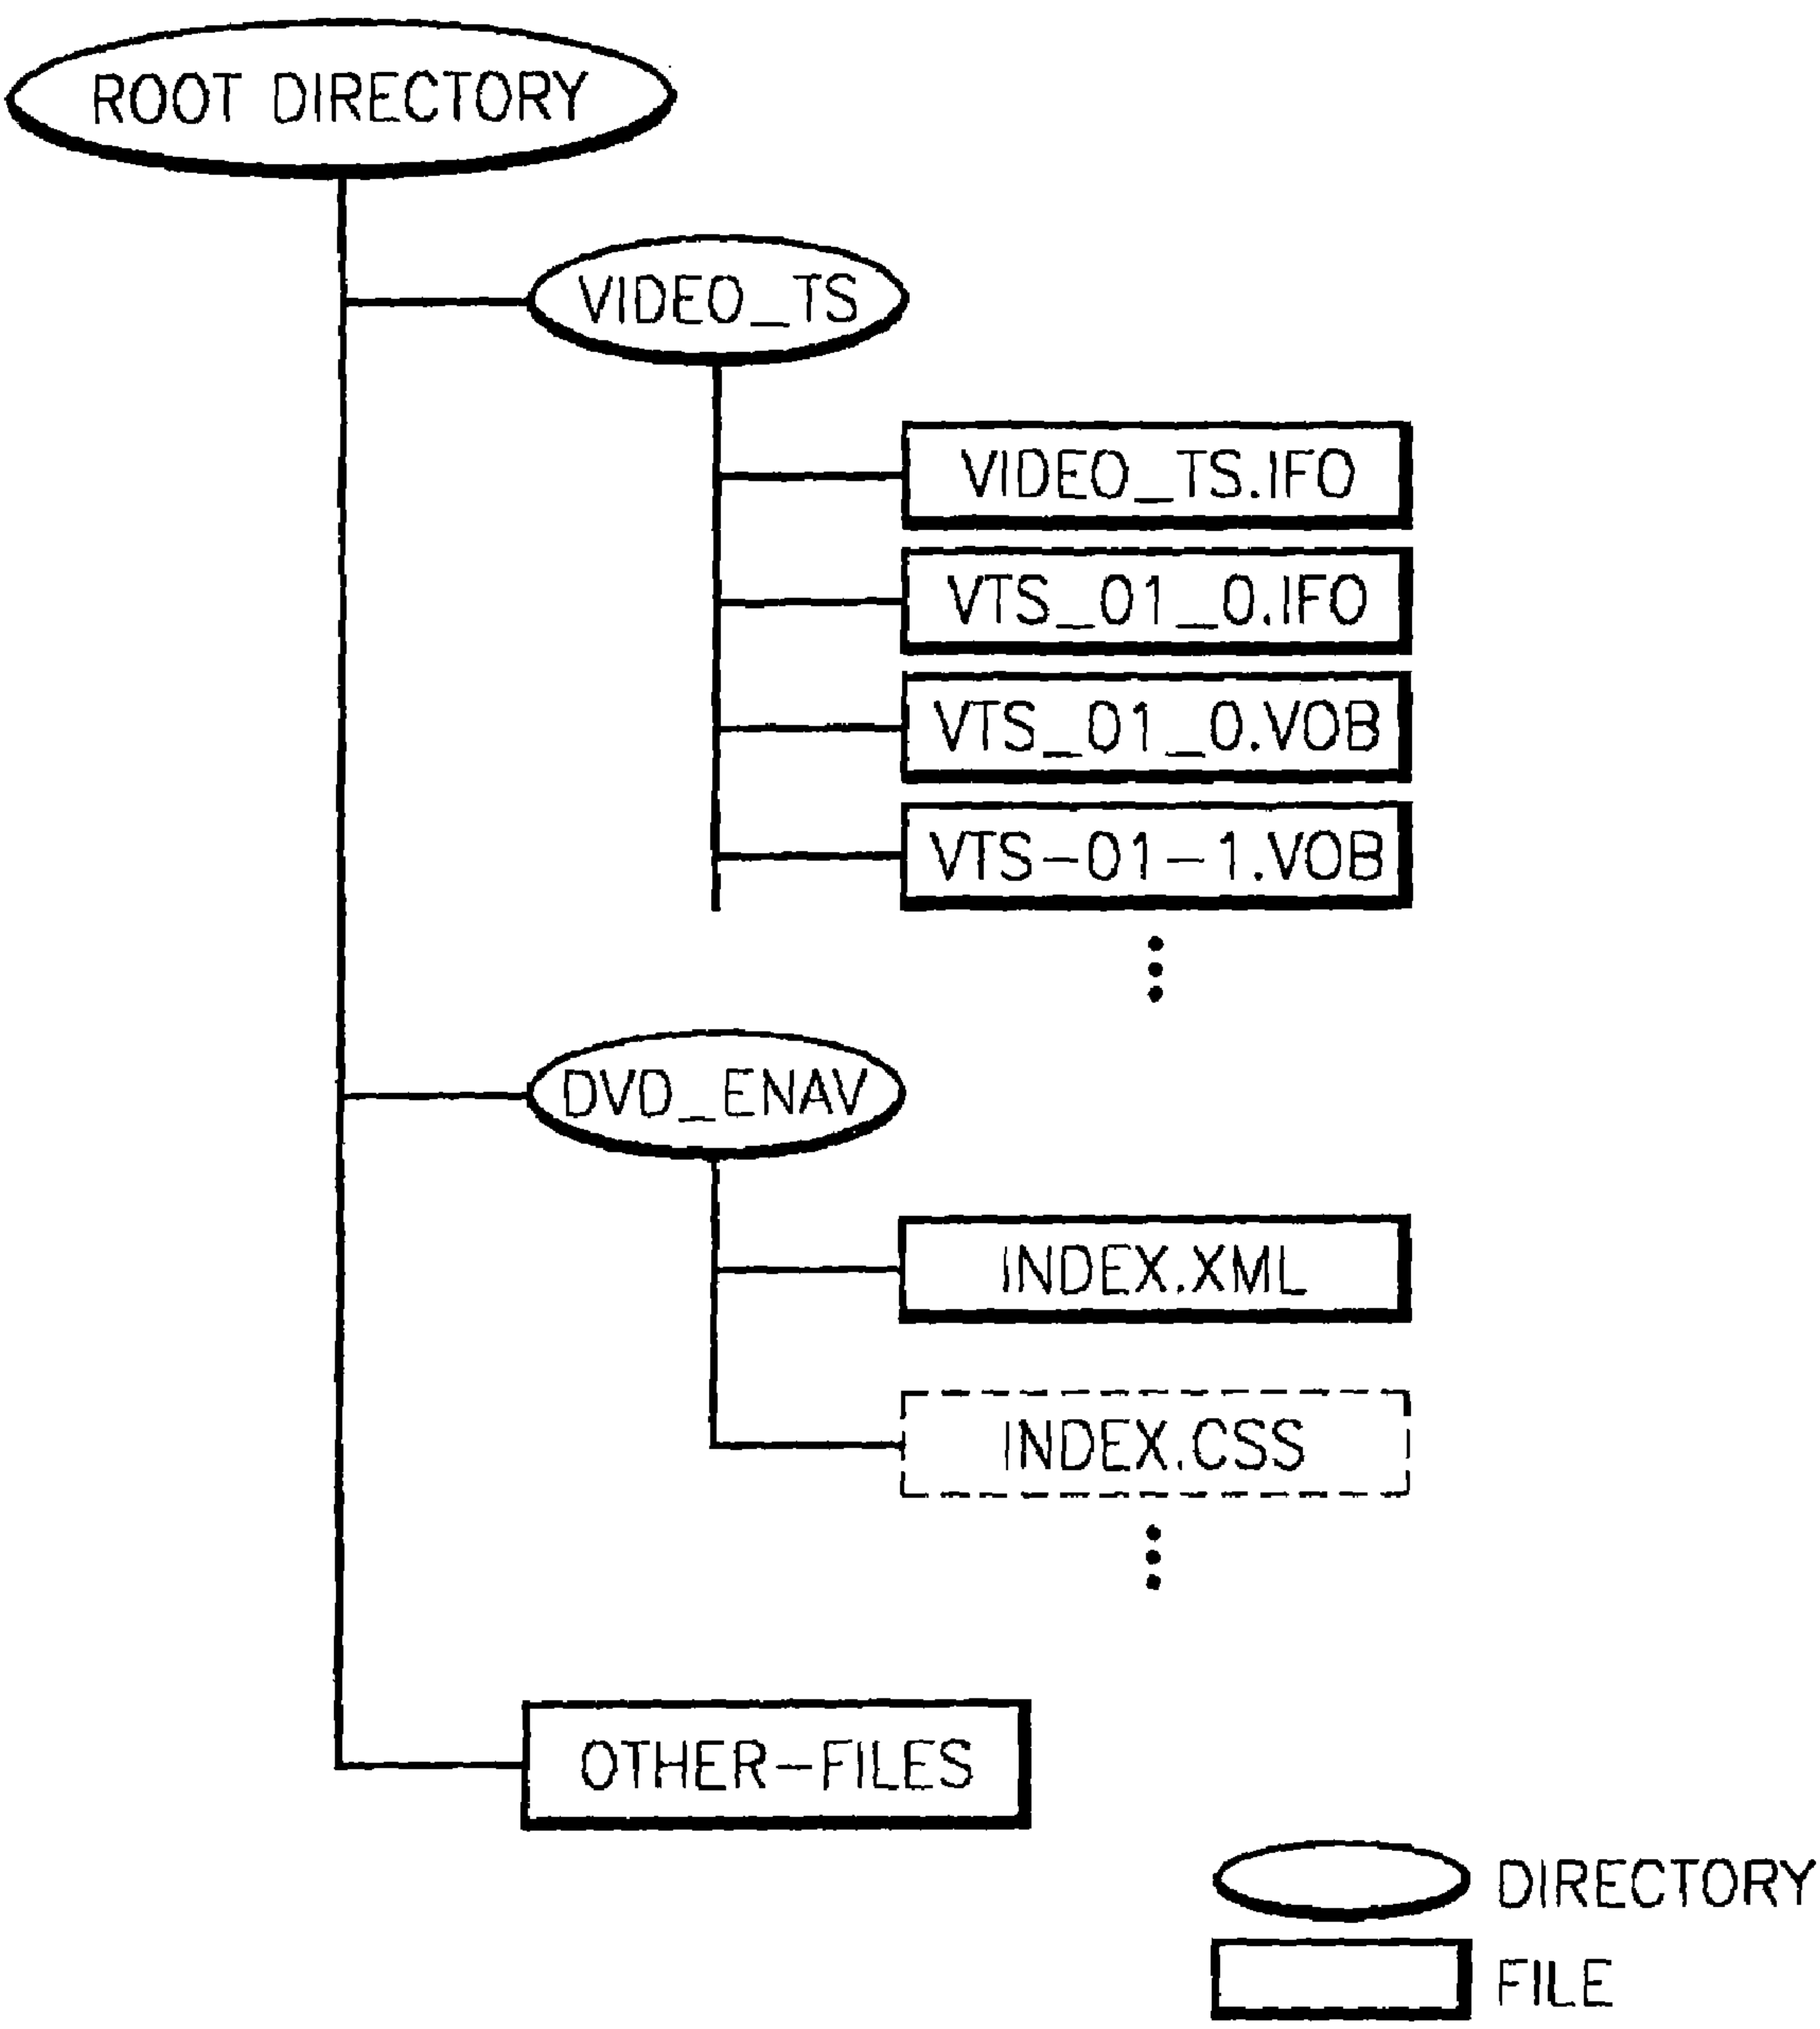 ROOT DIRECTORY
VIDEO_TS
VIDEO_TS.IFO
VTS_01_0.IFO
VTS_01_0.VOB
VTS-01-1.VOB
DVD_ENAV
INDEX.XML
INDEX.CSS
OTHER-FILES
DIRECTORY
FILE